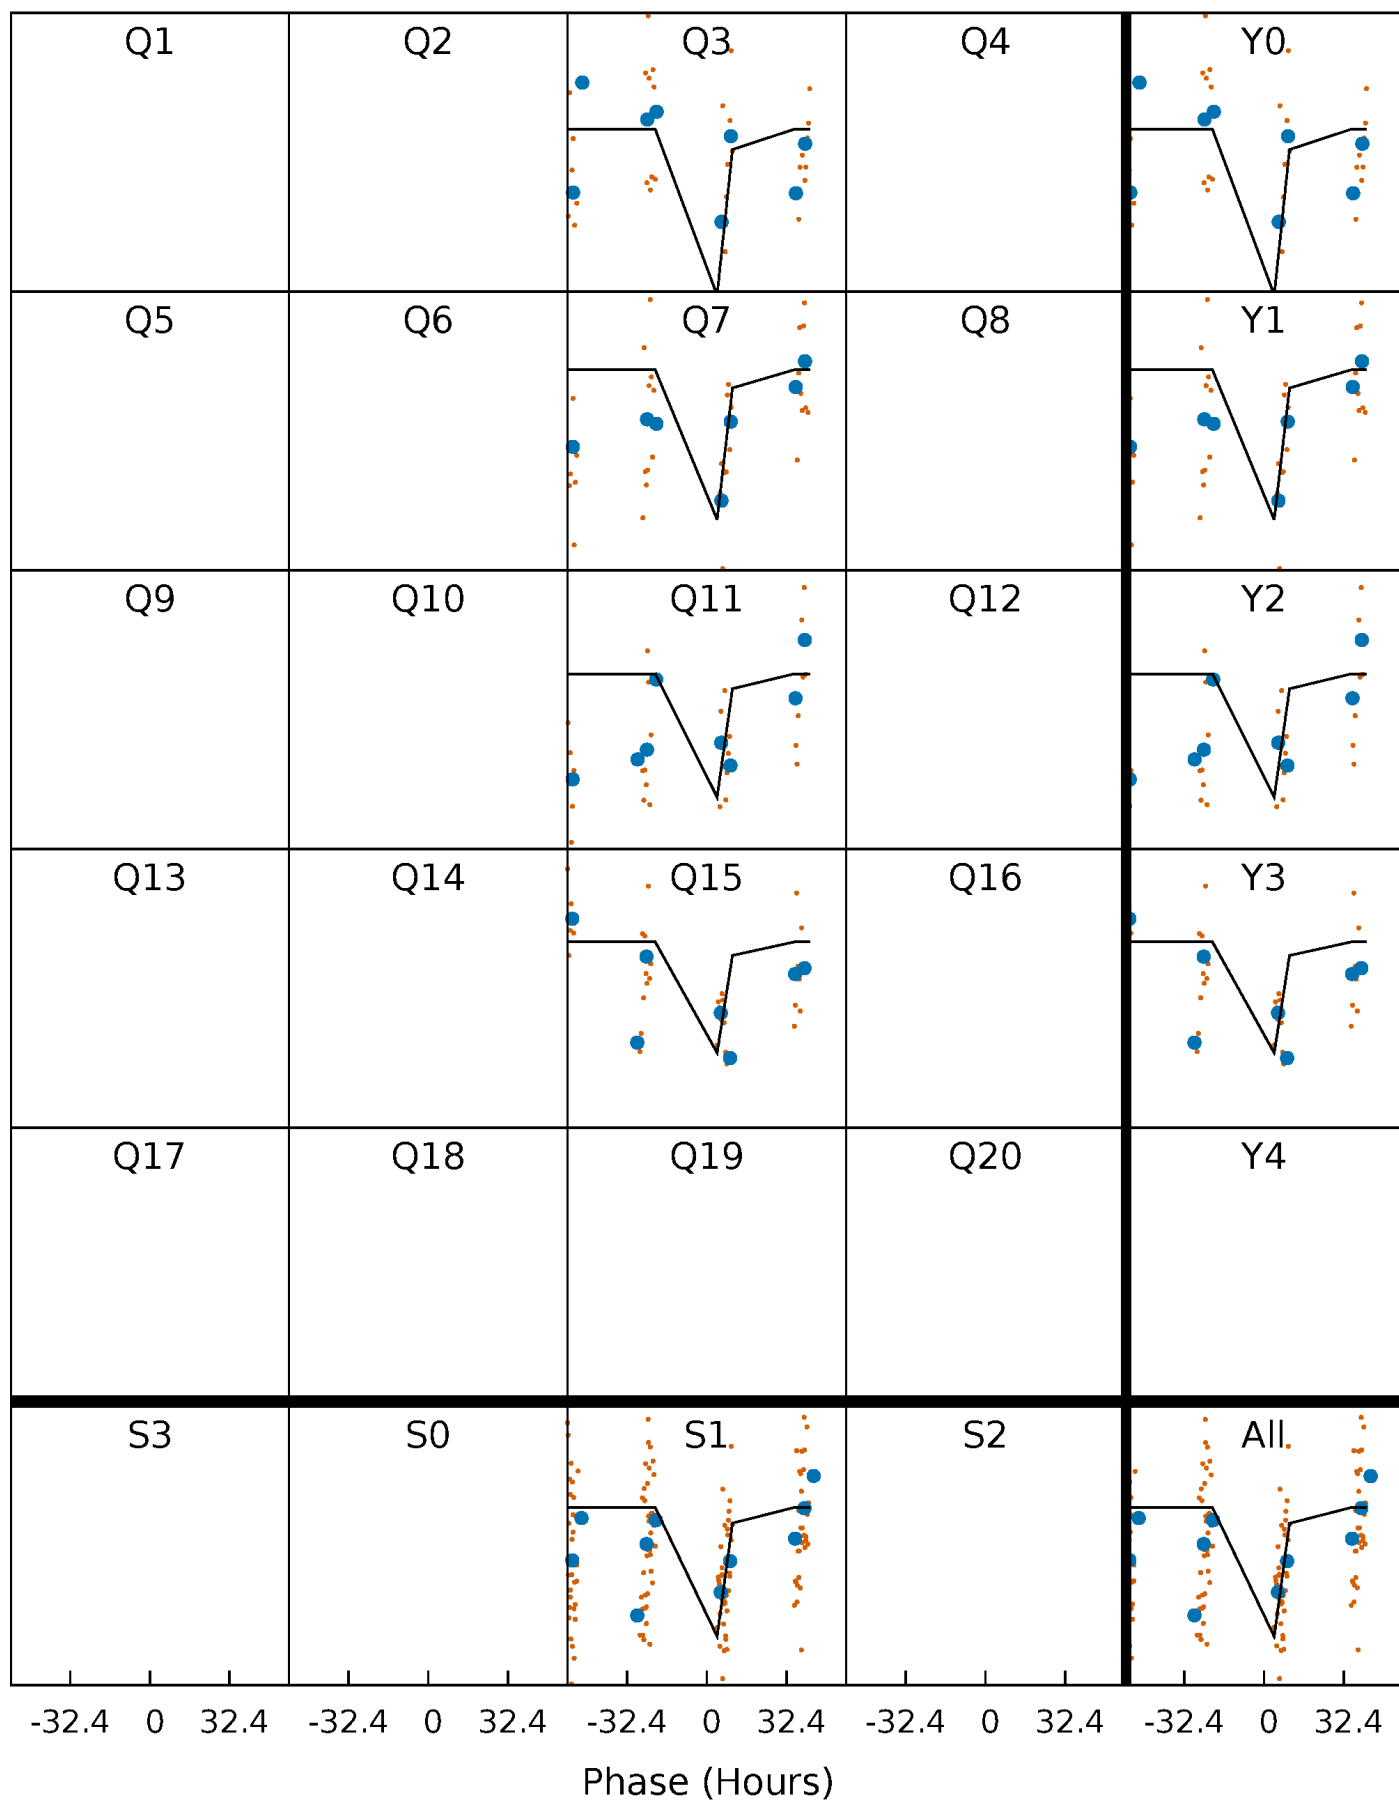 Q1 Q2 Q3 Q4 Y0
Q5 Q6 Q7 Q8 Y1
Q9 Q10 Q11 Q12 Y2
Q13 Q14 Q15 Q16 Y3
Q17 Q18 Q19 Q20 Y4
S3 S0 S1 S2 All
-32.4 0 32.4 -32.4 0 32.4 -32.4 0 32.4 -32.4 0 32.4 -32.4 0 32.4
Phase (Hours)